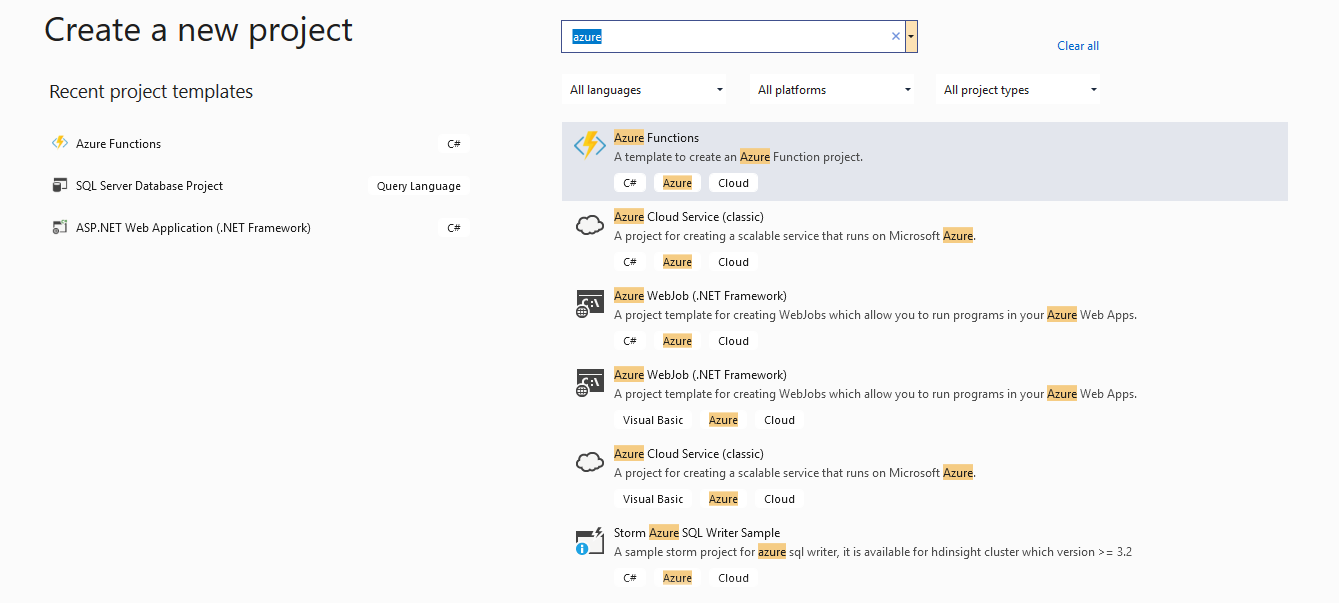 Create a new project
Recent project templates
Azure Functions C#
SQL Server Database Project Query Language
ASP.NET Web Application (.NET Framework) C#
azure
Clear all
All languages All platforms All project types
Azure Functions
A template to create an Azure Function project.
C# Azure Cloud
Azure Cloud Service (classic)
A project for creating a scalable service that runs on Microsoft Azure.
C# Azure Cloud
Azure WebJob (.NET Framework)
A project template for creating WebJobs which allow you to run programs in your Azure Web Apps.
C# Azure Cloud
Azure WebJob (.NET Framework)
A project template for creating WebJobs which allow you to run programs in your Azure Web Apps.
Visual Basic Azure Cloud
Azure Cloud Service (classic)
A project for creating a scalable service that runs on Microsoft Azure.
Visual Basic Azure Cloud
Storm Azure SQL Writer Sample
A sample storm project for azure sql writer, it is available for hdinsight cluster which version >= 3.2
C# Azure Cloud